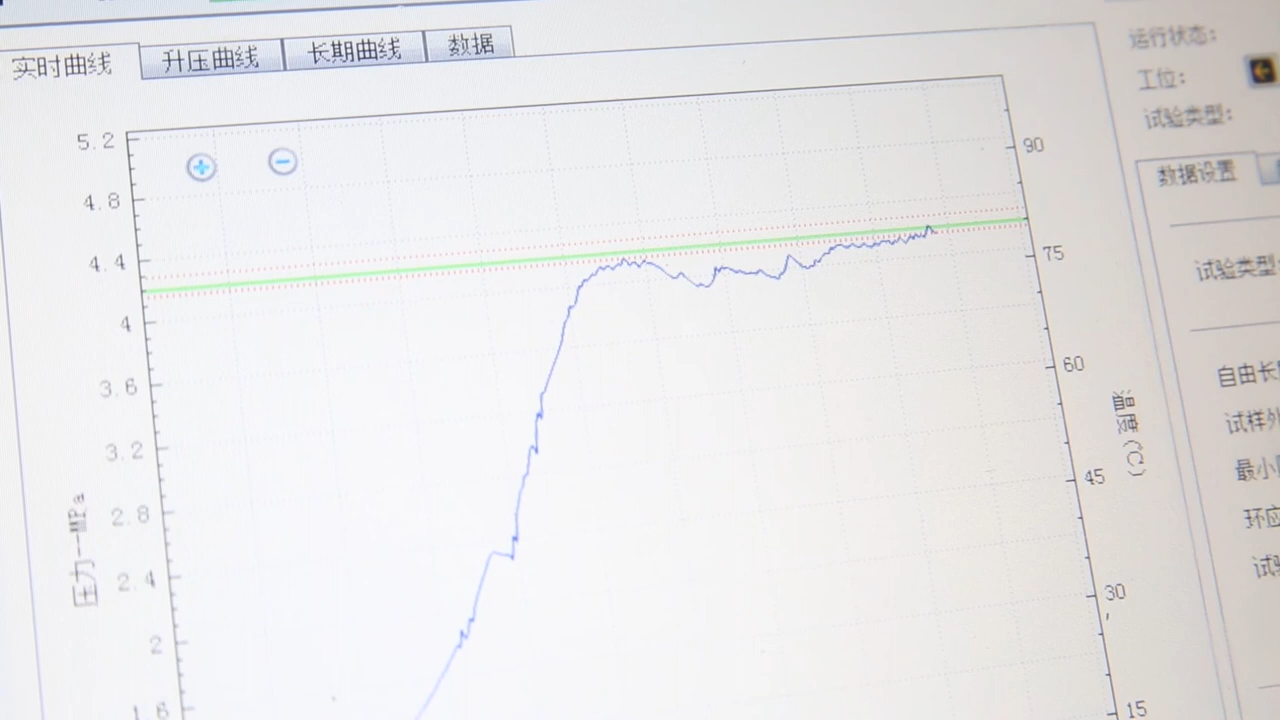 实时曲线
升压曲线
长期曲线
数据
5.2
4.8
4.4
4
3.6
3.2
2.8
2.4
2
1.6
压力--MPa
90
75
60
45
30
15
温度(℃)
运行状态:
工位:
试验类型:
数据设置
试验类型:
自由长
试样外
最小
环应
试验